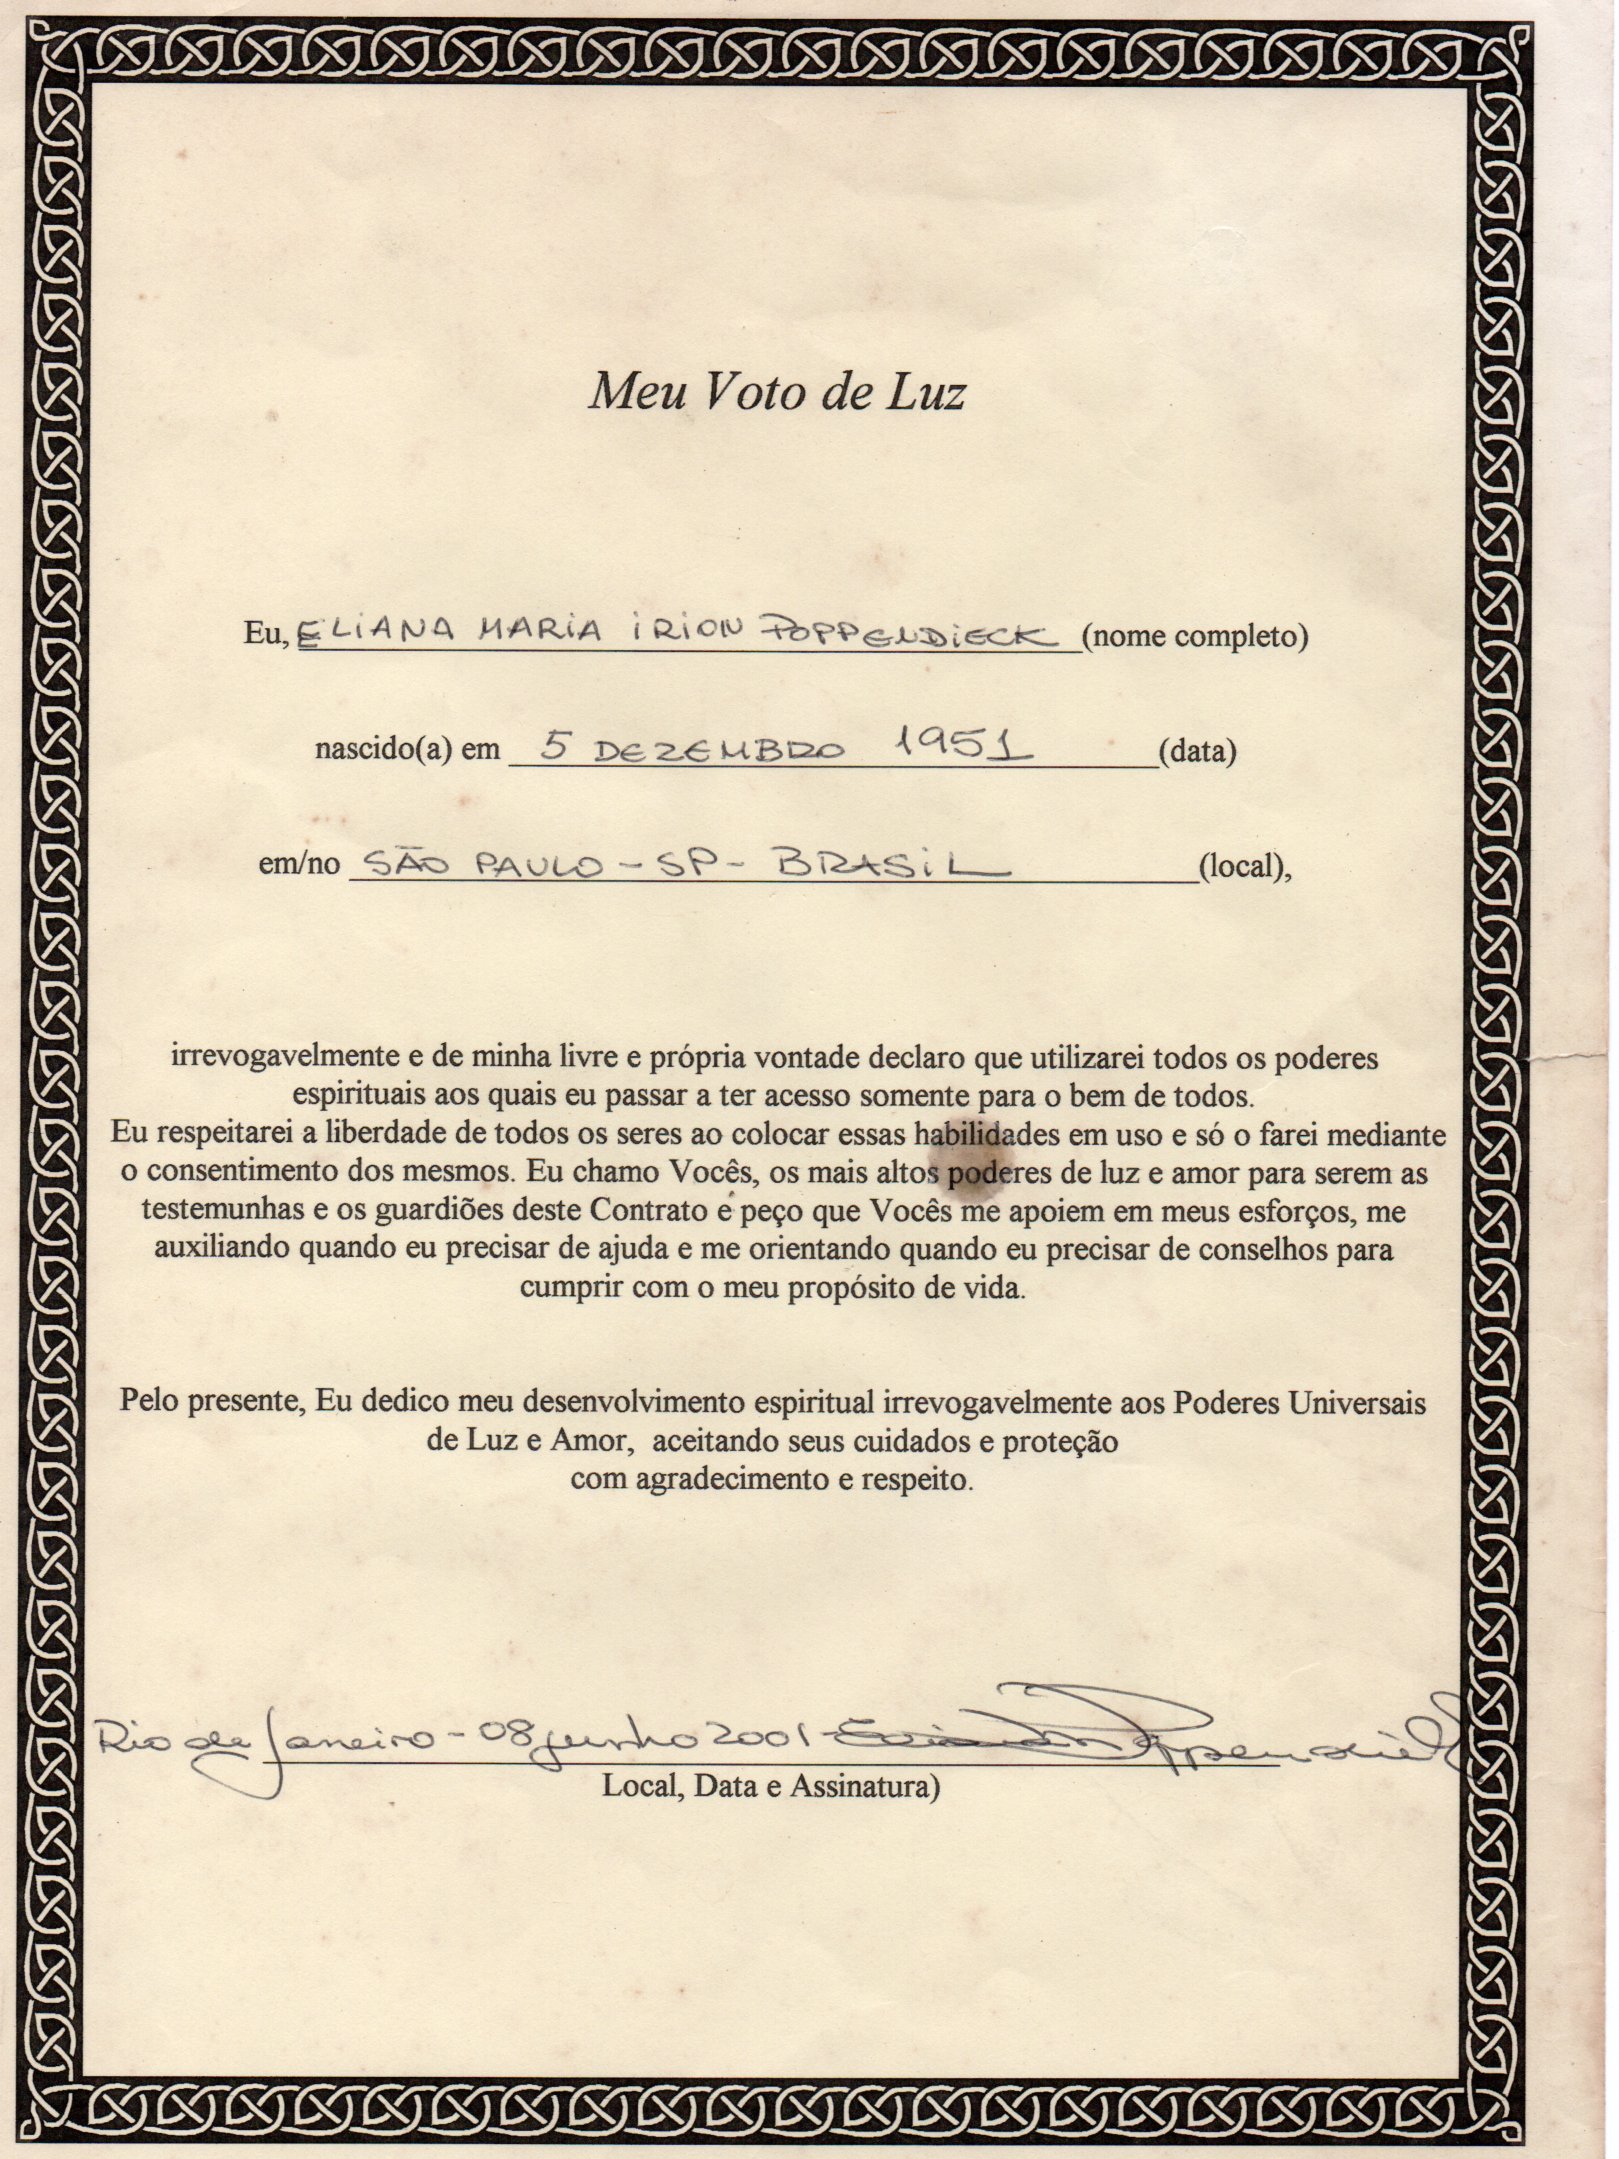 Meu Voto de Luz
Eu, ELIANA MARIA IRION POPPENDIECK (nome completo)
nascido(a) em 5 DEZEMBRO 1951 (data)
em/no SÃO PAULO - SP - BRASIL (local),
irrevogavelmente e de minha livre e própria vontade declaro que utilizarei todos os poderes
espirituais aos quais eu passar a ter acesso somente para o bem de todos.
Eu respeitarei a liberdade de todos os seres ao colocar essas habilidades em uso e só o farei mediante
o consentimento dos mesmos. Eu chamo Vocês, os mais altos poderes de luz e amor para serem as
testemunhas e os guardiões deste Contrato e peço que Vocês me apoiem em meus esforços, me
auxiliando quando eu precisar de ajuda e me orientando quando eu precisar de conselhos para
cumprir com o meu propósito de vida.
Pelo presente, Eu dedico meu desenvolvimento espiritual irrevogavelmente aos Poderes Universais
de Luz e Amor, aceitando seus cuidados e proteção
com agradecimento e respeito.
Rio de Janeiro - 08 junho 2001 - Poppendieck
Local, Data e Assinatura)